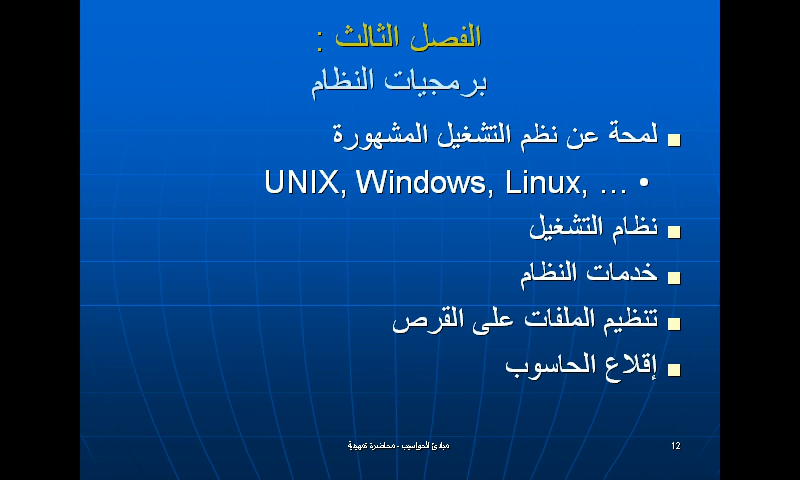 الفصل الثالث :
برمجيات النظام
لمحة عن نظم التشغيل المشهورة
UNIX, Windows, Linux, …
نظام التشغيل
خدمات النظام
تنظيم الملفات على القرص
إقلاع الحاسوب
مبادئ الحواسيب - محاضرة تمهيدية
12